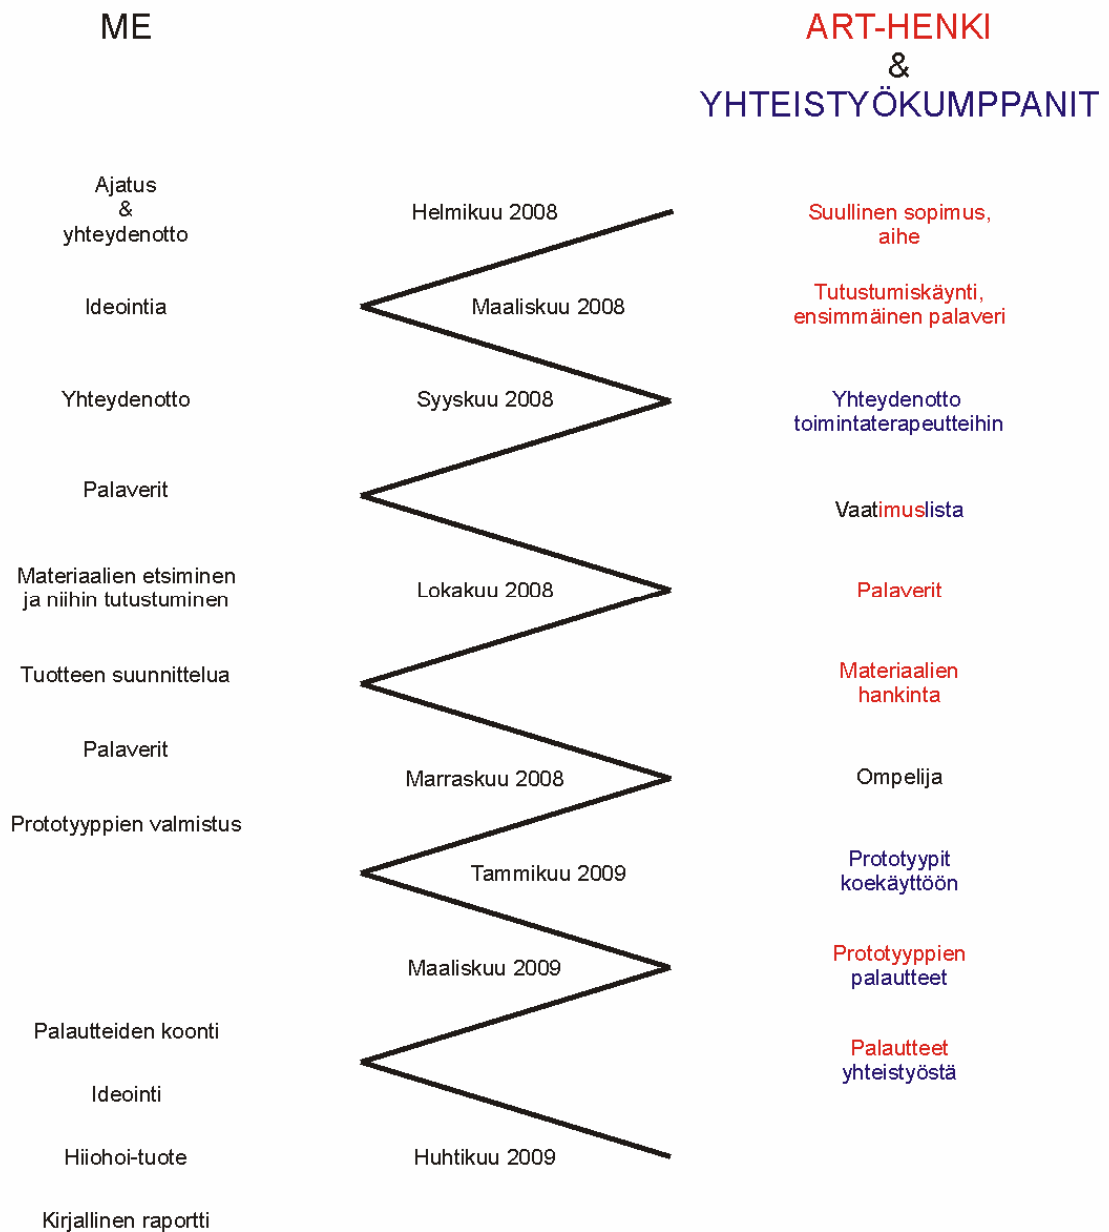 ME
ART-HENKI
&
YHTEISTYÖKUMPPANIT
Ajatus
&
yhteydenotto
Helmikuu 2008
Suullinen sopimus,
aihe
Ideointia
Maaliskuu 2008
Tutustumiskäynti,
ensimmäinen palaveri
Yhteydenotto
Syyskuu 2008
Yhteydenotto
toimintaterapeutteihin
Palaverit
Vaatimuslista
Materiaalien etsiminen
ja niihin tutustuminen
Lokakuu 2008
Palaverit
Tuotteen suunnittelua
Materiaalien
hankinta
Palaverit
Marraskuu 2008
Ompelija
Prototyyppien valmistus
Tammikuu 2009
Prototyypit
koekäyttöön
Maaliskuu 2009
Prototyyppien
palautteet
Palautteiden koonti
Palautteet
yhteistyöstä
Ideointi
Hiiohoi-tuote
Huhtikuu 2009
Kirjallinen raportti